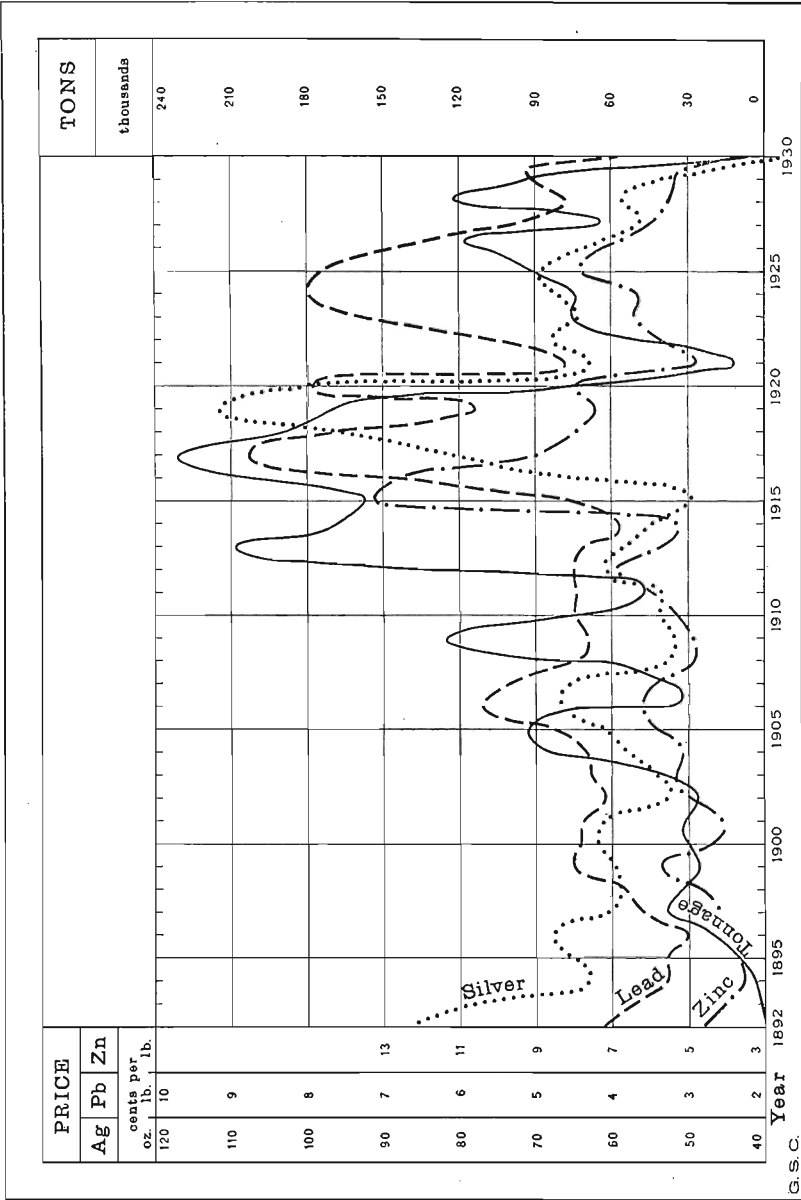 PRICE
Ag Pb Zn
cents per
oz. lb. lb.
120 10
110 9
100 8
90 7 13
80 6 11
70 5 9
60 4 7
50 3 5
40 2 3
TONS
thousands
240
210
180
150
120
90
60
30
0
Silver
Lead
Zinc
Tonnage
1892
1895
1900
1905
1910
1915
1920
1925
1930
Year
G.S.C.